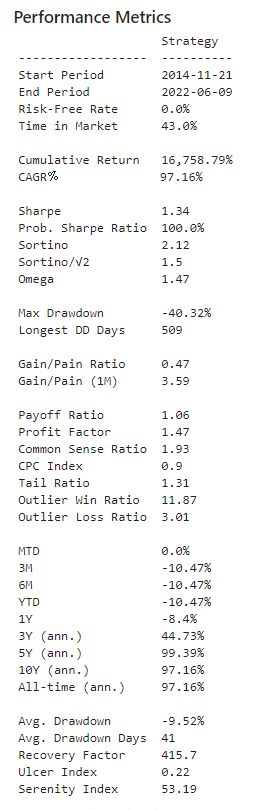 Performance Metrics
Strategy
------------------ ----------
Start Period 2014-11-21
End Period 2022-06-09
Risk-Free Rate 0.0%
Time in Market 43.0%
Cumulative Return 16,758.79%
CAGR﹪ 97.16%
Sharpe 1.34
Prob. Sharpe Ratio 100.0%
Sortino 2.12
Sortino/√2 1.5
Omega 1.47
Max Drawdown -40.32%
Longest DD Days 509
Gain/Pain Ratio 0.47
Gain/Pain (1M) 3.59
Payoff Ratio 1.06
Profit Factor 1.47
Common Sense Ratio 1.93
CPC Index 0.9
Tail Ratio 1.31
Outlier Win Ratio 11.87
Outlier Loss Ratio 3.01
MTD 0.0%
3M -10.47%
6M -10.47%
YTD -10.47%
1Y -8.4%
3Y (ann.) 44.73%
5Y (ann.) 99.39%
10Y (ann.) 97.16%
All-time (ann.) 97.16%
Avg. Drawdown -9.52%
Avg. Drawdown Days 41
Recovery Factor 415.7
Ulcer Index 0.22
Serenity Index 53.19